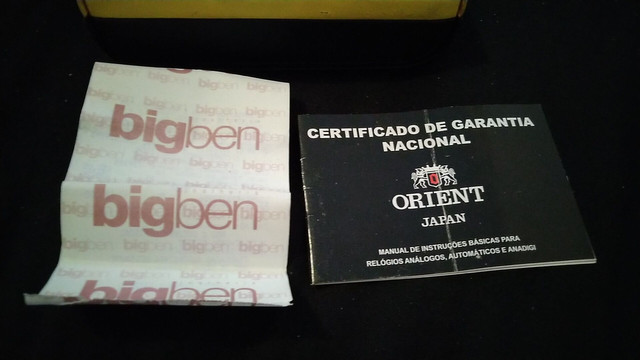 bigben
bigben
bigben
CERTIFICADO DE GARANTIA
NACIONAL
ORIENT
JAPAN
MANUAL DE INSTRUÇÕES BÁSICAS PARA
RELÓGIOS ANÁLOGOS, AUTOMÁTICOS E ANADIGI